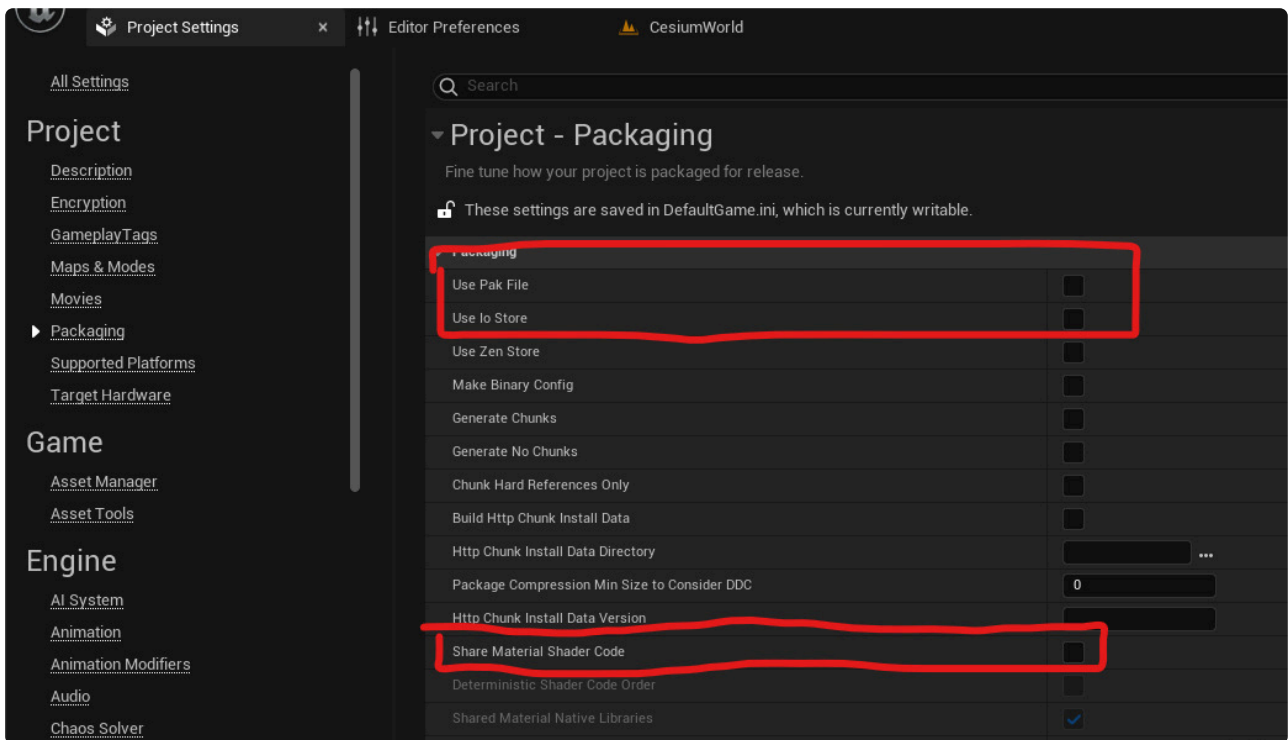 Project Settings
Editor Preferences
CesiumWorld
All Settings
Project
Description
Encryption
GameplayTags
Maps & Modes
Movies
Packaging
Supported Platforms
Target Hardware
Game
Asset Manager
Asset Tools
Engine
AI System
Animation
Animation Modifiers
Audio
Chaos Solver
Search
Project - Packaging
Fine tune how your project is packaged for release.
These settings are saved in DefaultGame.ini, which is currently writable.
Packaging
Use Pak File
Use Io Store
Use Zen Store
Make Binary Config
Generate Chunks
Generate No Chunks
Chunk Hard References Only
Build Http Chunk Install Data
Http Chunk Install Data Directory
Package Compression Min Size to Consider DDC 0
Http Chunk Install Data Version
Share Material Shader Code
Deterministic Shader Code Order
Shared Material Native Libraries